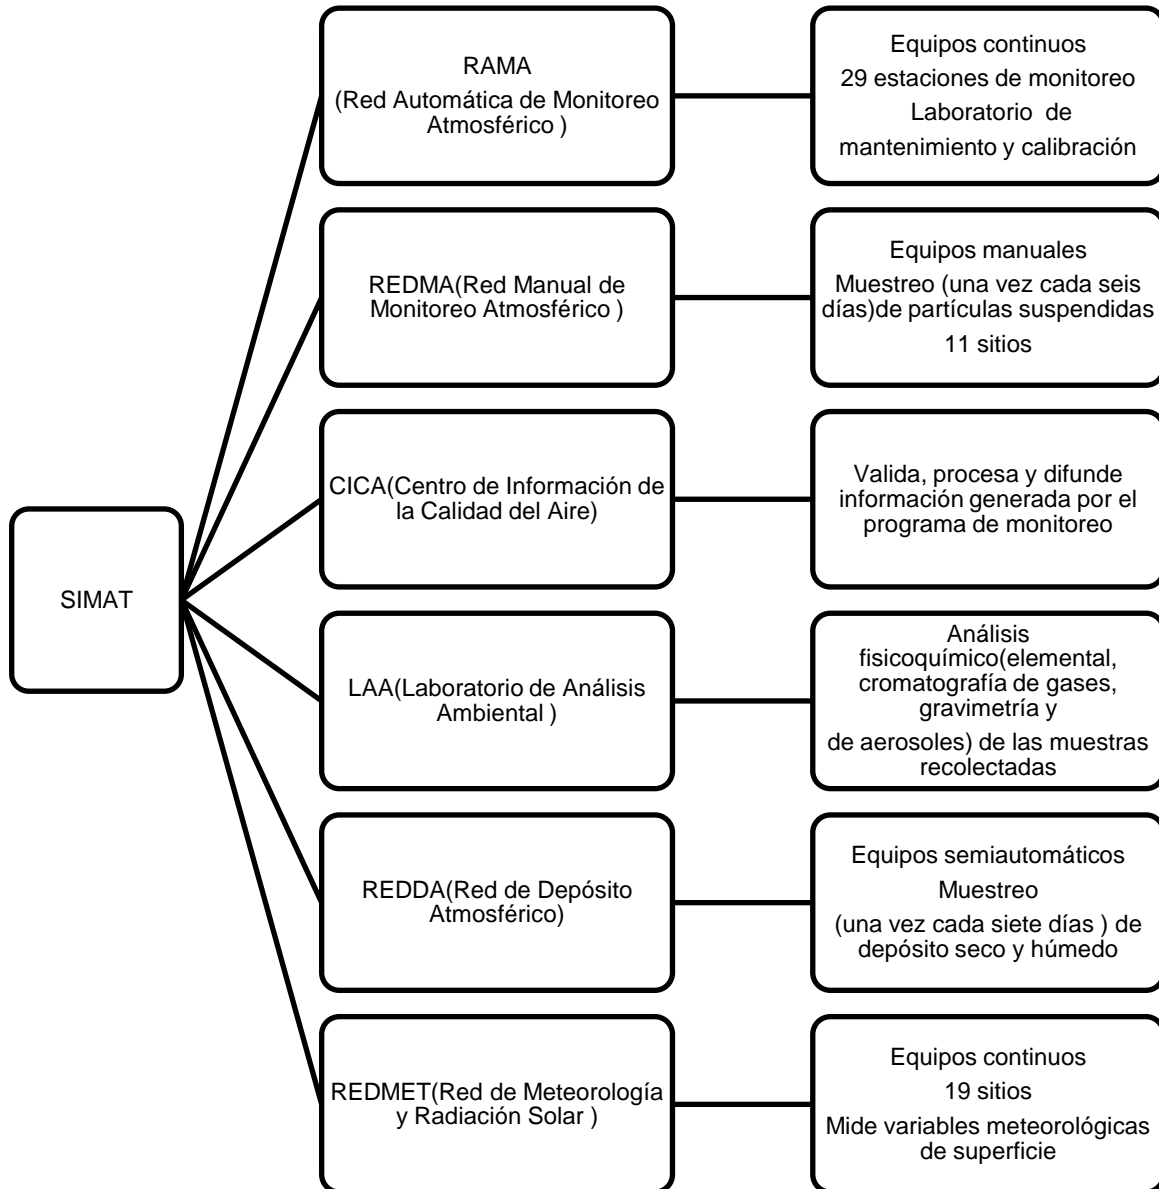 SIMAT
RAMA
(Red Automática de Monitoreo
Atmosférico )
Equipos continuos
29 estaciones de monitoreo
Laboratorio de
mantenimiento y calibración
REDMA(Red Manual de
Monitoreo Atmosférico )
Equipos manuales
Muestreo (una vez cada seis
días)de partículas suspendidas
11 sitios
CICA(Centro de Información de
la Calidad del Aire)
Valida, procesa y difunde
información generada por el
programa de monitoreo
LAA(Laboratorio de Análisis
Ambiental )
Análisis
fisicoquímico(elemental,
cromatografía de gases,
gravimetría y
de aerosoles) de las muestras
recolectadas
REDDA(Red de Depósito
Atmosférico)
Equipos semiautomáticos
Muestreo
(una vez cada siete días ) de
depósito seco y húmedo
REDMET(Red de Meteorología
y Radiación Solar )
Equipos continuos
19 sitios
Mide variables meteorológicas
de superficie